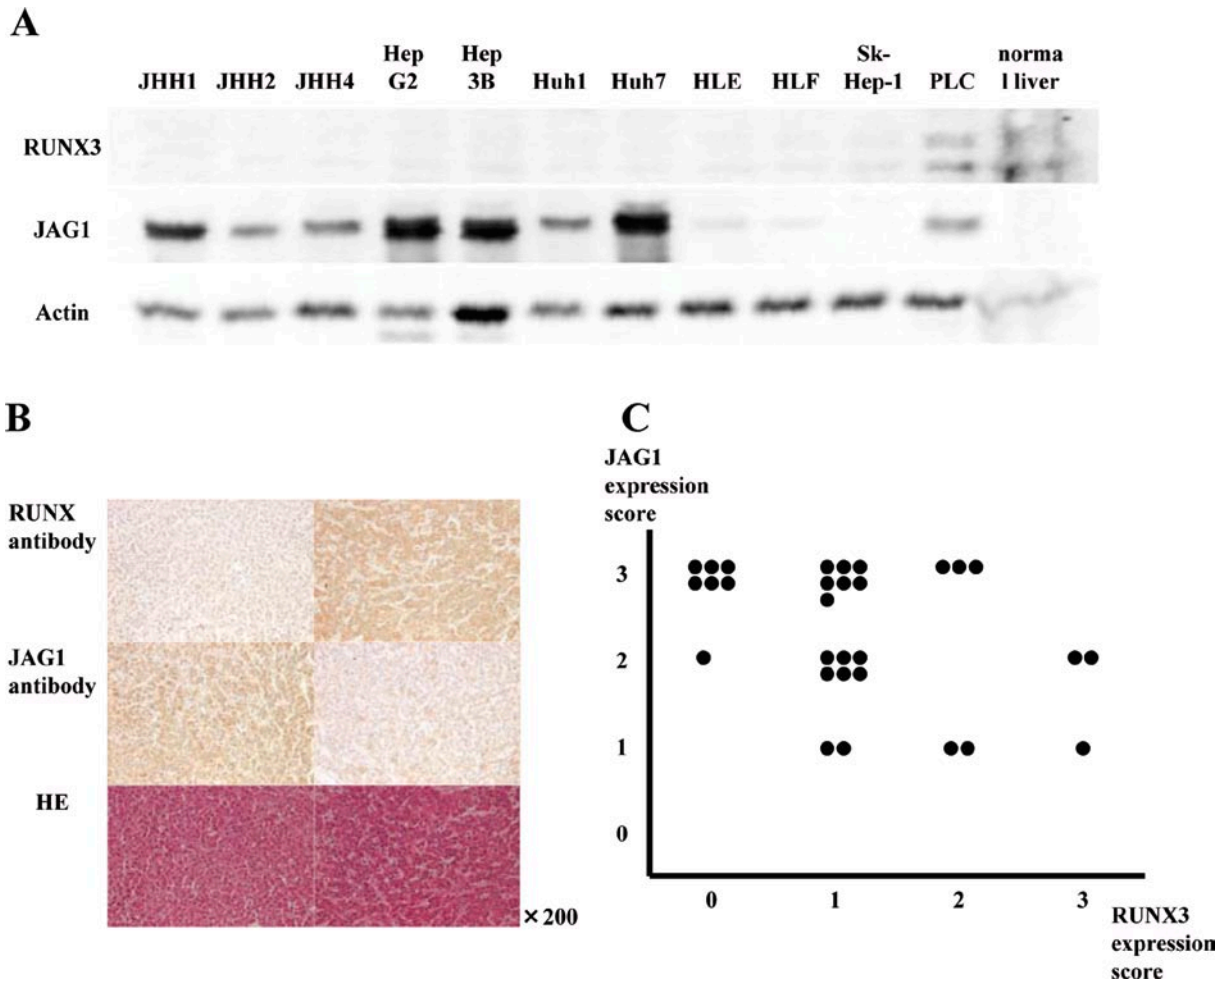 A
Hep Hep Sk- norma
JHH1 JHH2 JHH4 G2 3B Huh1 Huh7 HLE HLF Hep-1 PLC l liver
RUNX3
JAG1
Actin
B
RUNX
antibody
JAG1
antibody
HE
×200
C
JAG1
expression
score
3
2
1
0
0 1 2 3
RUNX3
expression
score